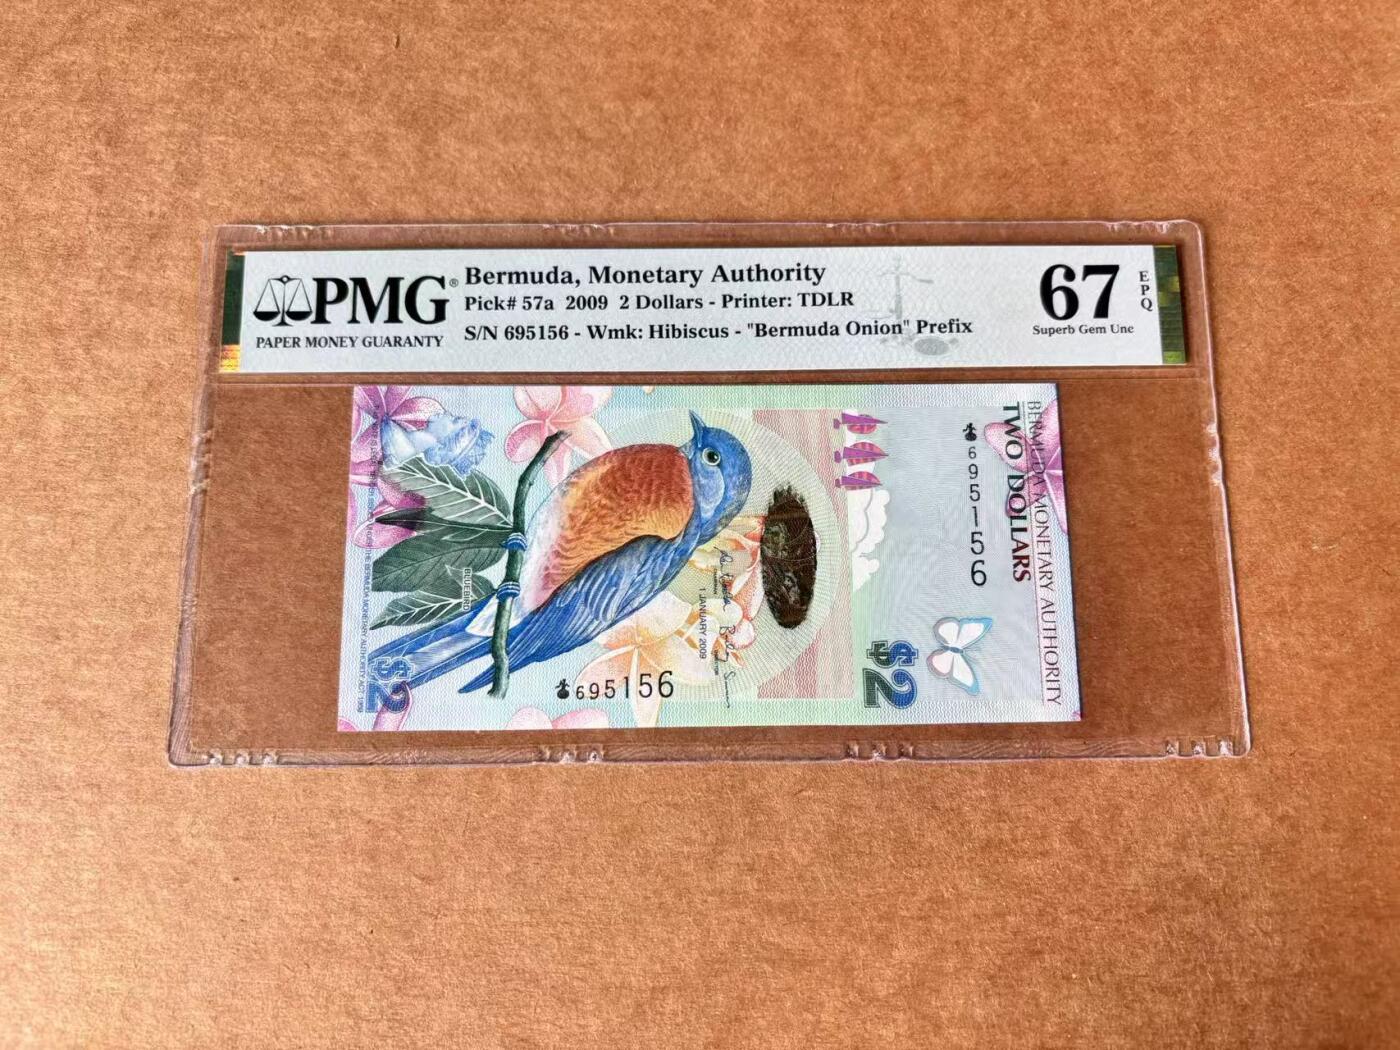 PMG®
PAPER MONEY GUARANTY
Bermuda, Monetary Authority
Pick# 57a 2009 2 Dollars - Printer: TDLR
S/N 695156 - Wmk: Hibiscus - "Bermuda Onion" Prefix
67
EPQ
Superb Gem Unc
BERMUDA MONETARY AUTHORITY
TWO DOLLARS
695156
BLUEBIRD
1 JANUARY 2009
695156
$2
$2